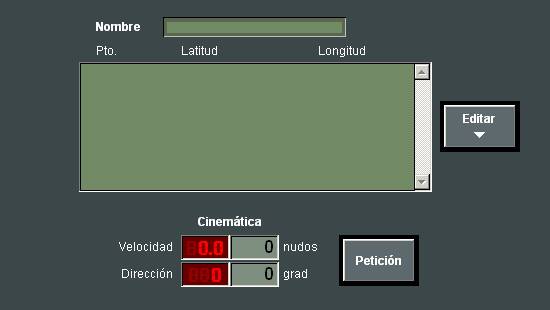 Nombre
Pto. Latitud Longitud
Editar
Cinemática
Velocidad 0.0 0 nudos
Dirección 0 0 grad
Petición